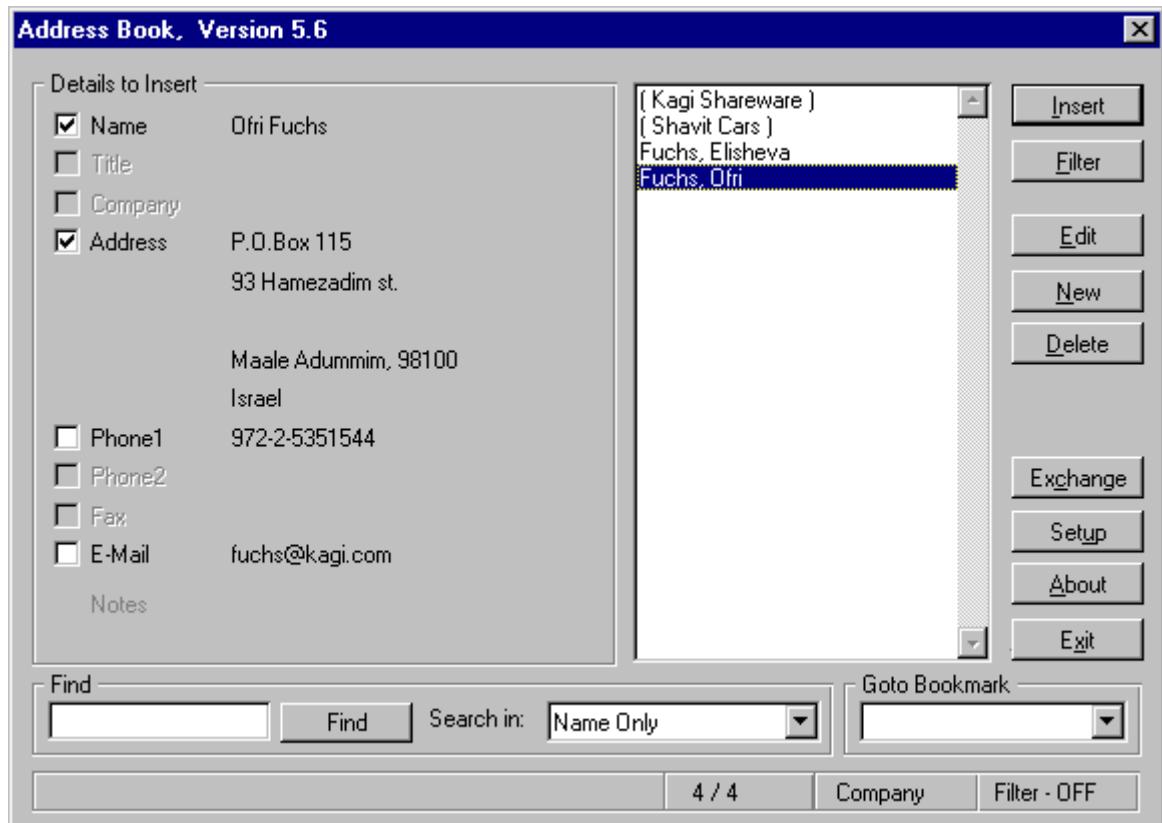 Address Book, Version 5.6
Details to Insert
Name Ofri Fuchs
Title
Company
Address P.O.Box 115
93 Hamezadim st.
Maale Adummim, 98100
Israel
Phone1 972-2-5351544
Phone2
Fax
E-Mail fuchs@kagi.com
Notes
( Kagi Shareware )
( Shavit Cars )
Fuchs, Elisheva
Fuchs, Ofri
Insert
Filter
Edit
New
Delete
Exchange
Setup
About
Exit
Find
Find Search in: Name Only
Goto Bookmark
4 / 4 Company Filter - OFF